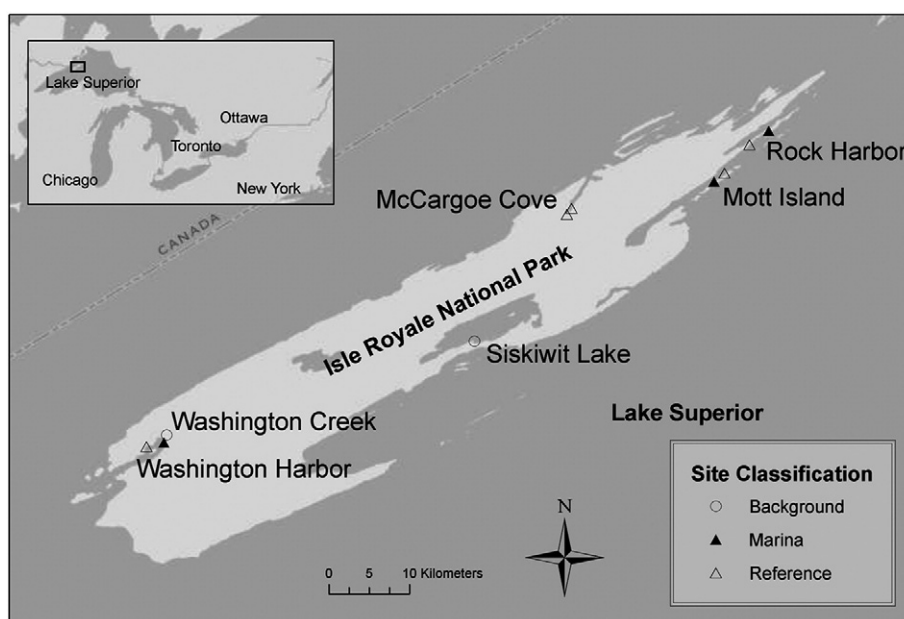 Lake Superior
Ottawa
Toronto
Chicago
New York
CANADA
Rock Harbor
McCargoe Cove
Mott Island
Isle Royale National Park
Siskiwit Lake
Washington Creek
Lake Superior
Washington Harbor
Site Classification
Background
Marina
Reference
N
0 5 10 Kilometers